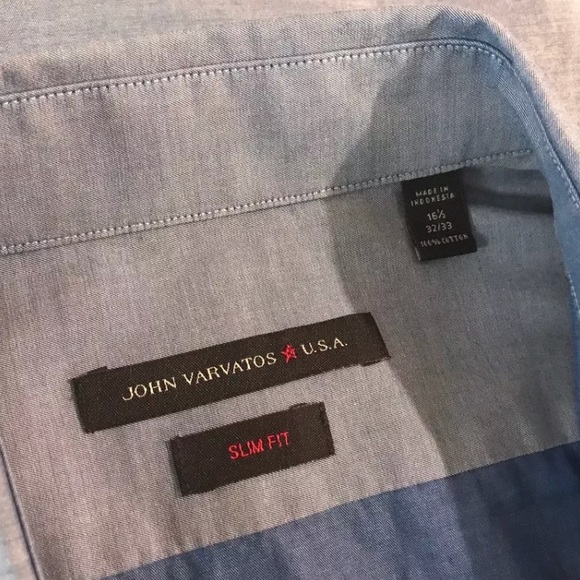 MADE IN
INDONESIA
16½
32/33
100% COTTON
JOHN VARVATOS ☆ U.S.A.
SLIM FIT